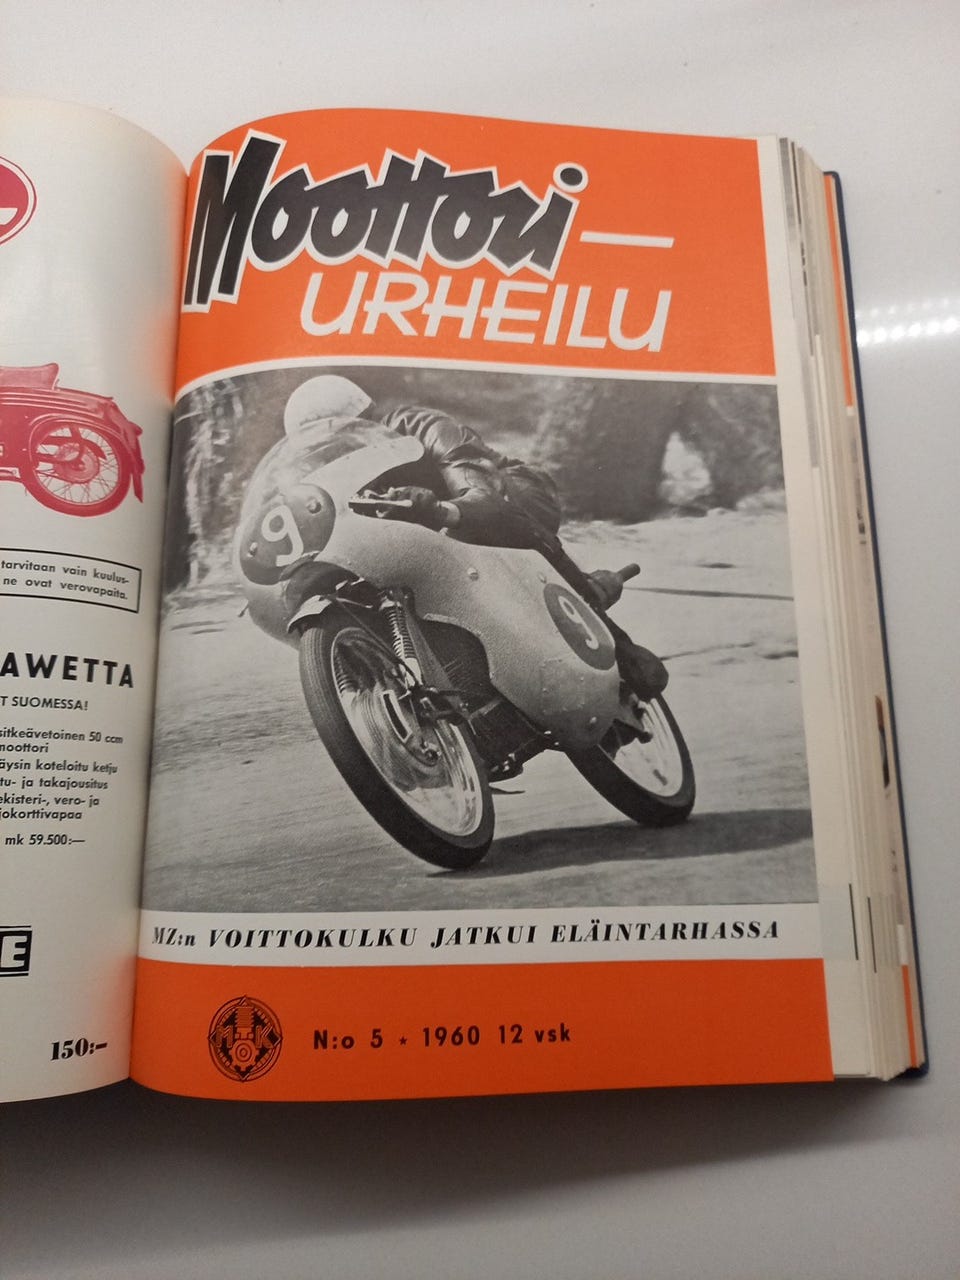 tarvitaan vain kuulus-
ne ovat verovapaita.
AWETTA
T SUOMESSA!
sitkeävetoinen 50 ccm
moottori
äysin koteloitu ketju
tu- ja takajousitus
ekisteri-, vero- ja
jokorttivapaa
mk 59.500:—
E
150:—
Moottori—
URHEILU
9
9
MZ:n VOITTOKULKU JATKUI ELÄINTARHASSA
MK
N:o 5 ★ 1960 12 vsk